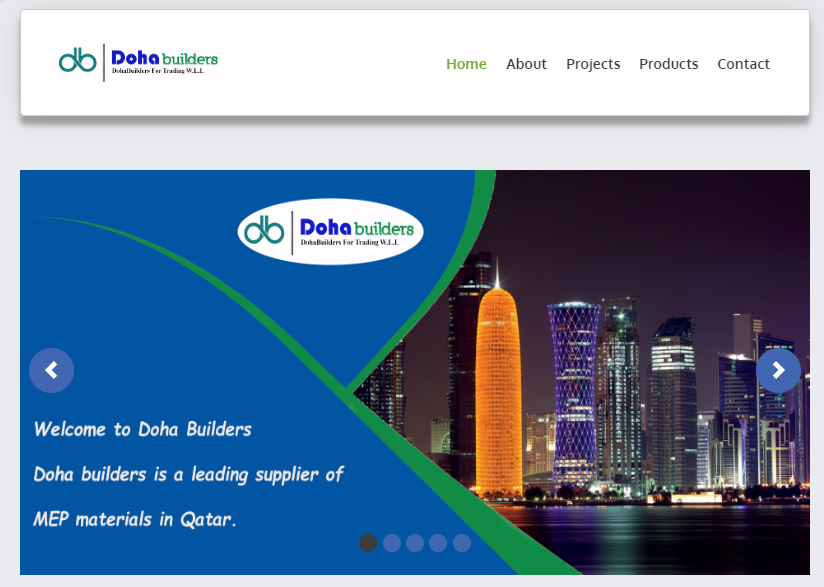 db
Doha builders
DohaBuilders For Trading W.L.L
Home About Projects Products Contact
db
Doha builders
DohaBuilders For Trading W.L.L
Welcome to Doha Builders
Doha builders is a leading supplier of
MEP materials in Qatar.